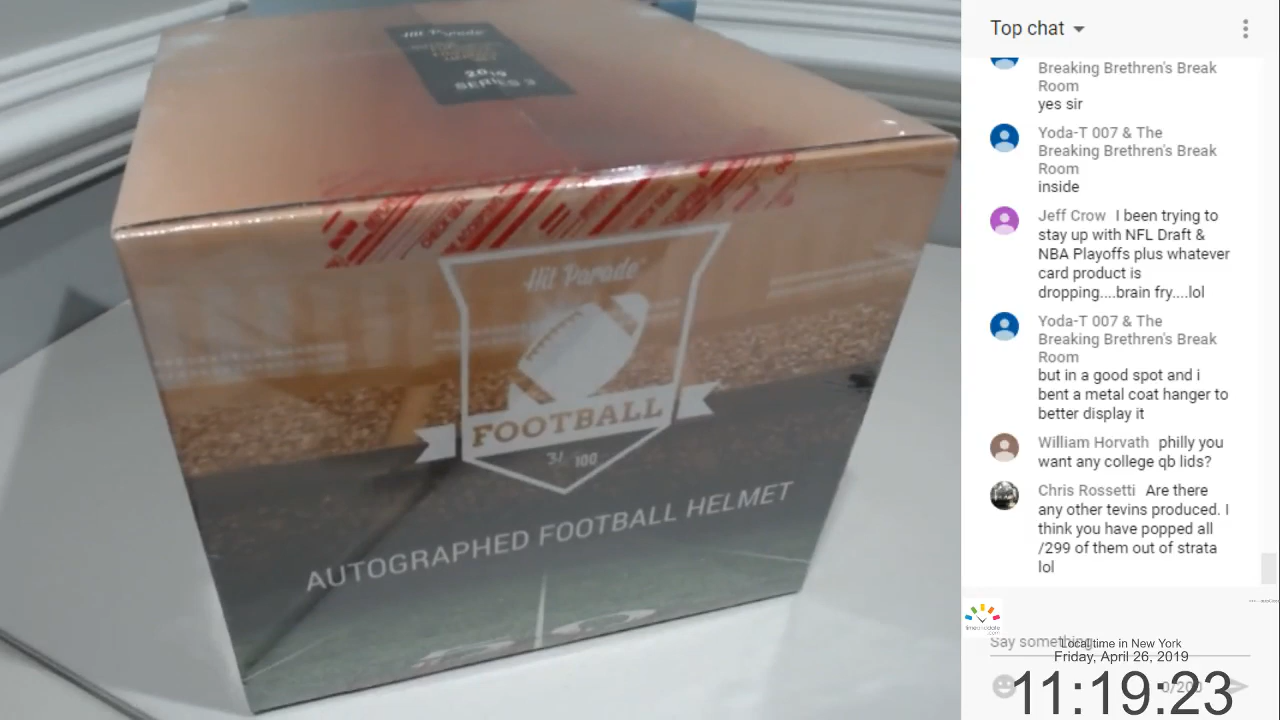 Hit Parade
2019
SERIES 3
Hit Parade
FOOTBALL
100
AUTOGRAPHED FOOTBALL HELMET
Top chat
Breaking Brethren's Break
Room
yes sir
Yoda-T 007 & The
Breaking Brethren's Break
Room
inside
Jeff Crow I been trying to
stay up with NFL Draft &
NBA Playoffs plus whatever
card product is
dropping....brain fry....lol
Yoda-T 007 & The
Breaking Brethren's Break
Room
but in a good spot and i
bent a metal coat hanger to
better display it
William Horvath philly you
want any college qb lids?
Chris Rossetti Are there
any other tevins produced. I
think you have popped all
/299 of them out of strata
lol
Say something...
Local time in New York
Friday, April 26, 2019
0/200
11:19:23